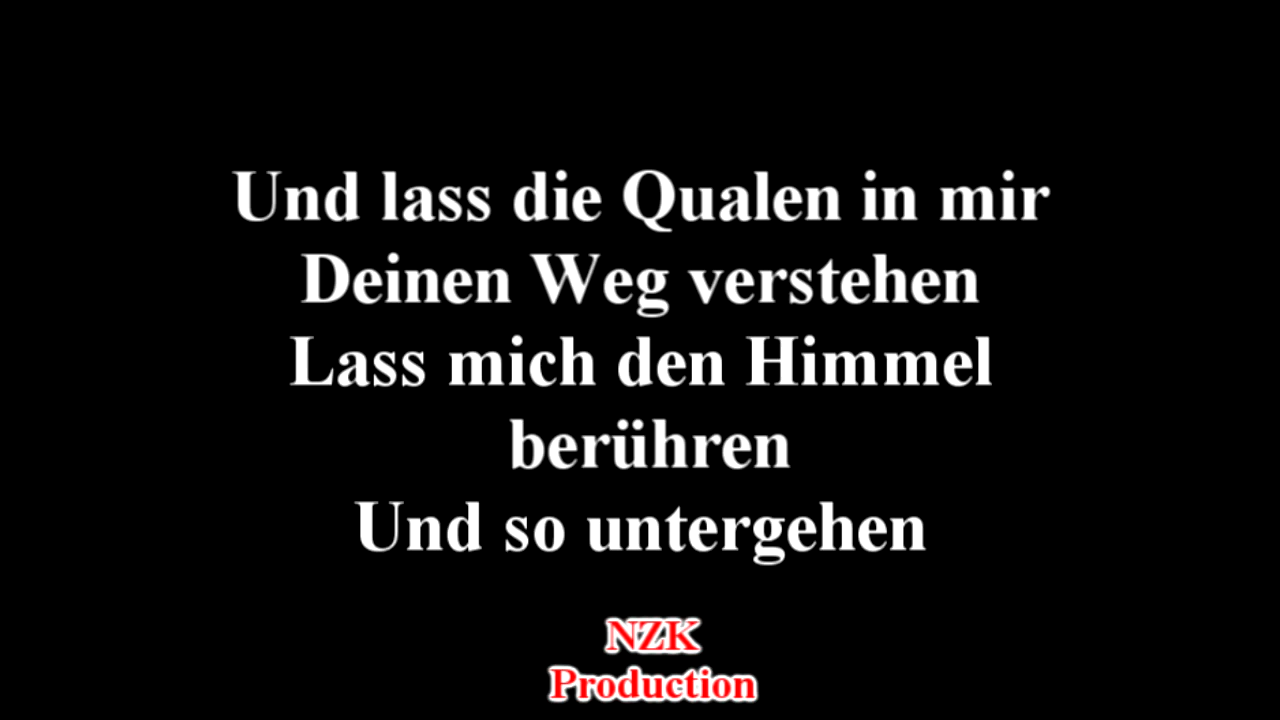 Und lass die Qualen in mir
Deinen Weg verstehen
Lass mich den Himmel
berühren
Und so untergehen
NZK
Production